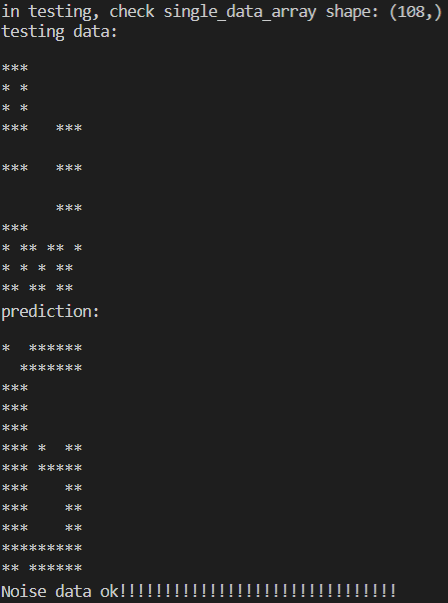 in testing, check single_data_array shape: (108,)
testing data:

***
* *
* *
***   ***

***   ***

      ***
***
* ** ** *
* * * **
** ** **
prediction:

*  ******
  *******
***
***
***
*** *  **
*** *****
***    **
***    **
***    **
*********
** ******
Noise data ok!!!!!!!!!!!!!!!!!!!!!!!!!!!!!!!